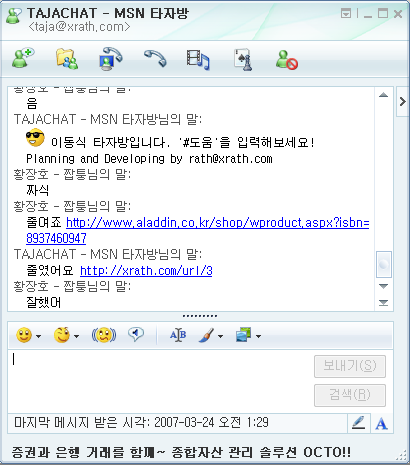 TAJACHAT - MSN 타자방
<taja@xrath.com>
황장호 - 짭퉁님의 말:
음
TAJACHAT - MSN 타자방님의 말:
이동식 타자방입니다. '#도움'을 입력해보세요!
Planning and Developing by rath@xrath.com
황장호 - 짭퉁님의 말:
짜식
황장호 - 짭퉁님의 말:
줄여죠 http://www.aladdin.co.kr/shop/wproduct.aspx?isbn=
8937460947
TAJACHAT - MSN 타자방님의 말:
줄였어요 http://xrath.com/url/3
황장호 - 짭퉁님의 말:
잘했어
보내기(S)
검색(R)
마지막 메시지 받은 시각: 2007-03-24 오전 1:29
증권과 은행 거래를 함께~ 종합자산 관리 솔루션 OCTO!!